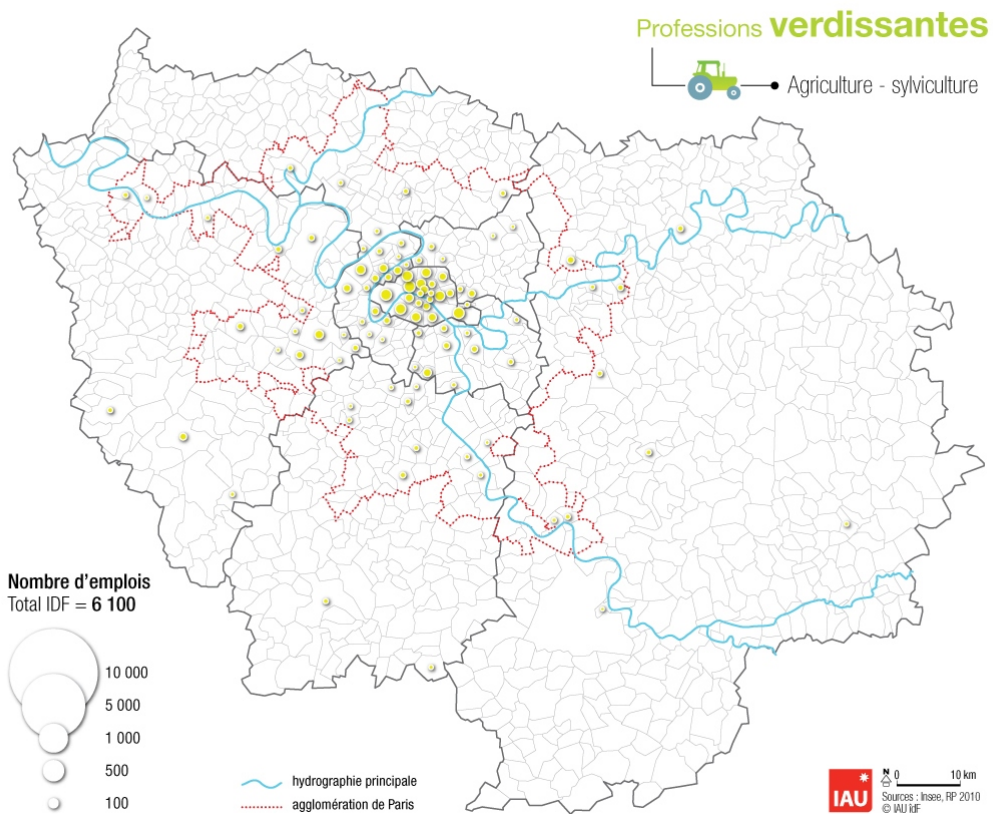 Professions verdissantes
Agriculture - sylviculture
Nombre d'emplois
Total IDF = 6 100
10 000
5 000
1 000
500
100
hydrographie principale
agglomération de Paris
IAU
N
0 10 km
Sources : Insee, RP 2010
© IAU îdF